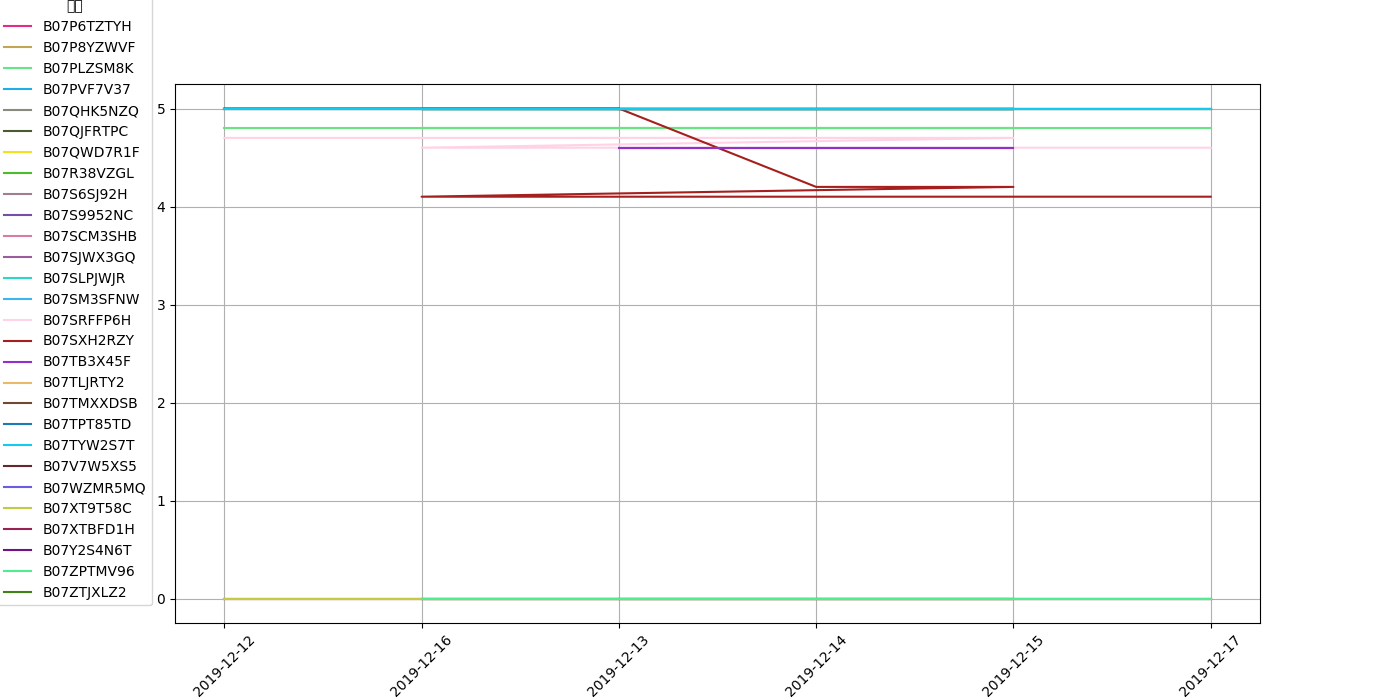 B07P6TZTYH
B07P8YZWVF
B07PLZSM8K
B07PVF7V37
B07QHK5NZQ
B07QJFRTPC
B07QWD7R1F
B07R38VZGL
B07S6SJ92H
B07S9952NC
B07SCM3SHB
B07SJWX3GQ
B07SLPJWJR
B07SM3SFNW
B07SRFFP6H
B07SXH2RZY
B07TB3X45F
B07TLJRTY2
B07TMXXDSB
B07TPT85TD
B07TYW2S7T
B07V7W5XS5
B07WZMR5MQ
B07XT9T58C
B07XTBFD1H
B07Y2S4N6T
B07ZPTMV96
B07ZTJXLZ2
5
4
3
2
1
0
2019-12-12
2019-12-16
2019-12-13
2019-12-14
2019-12-15
2019-12-17